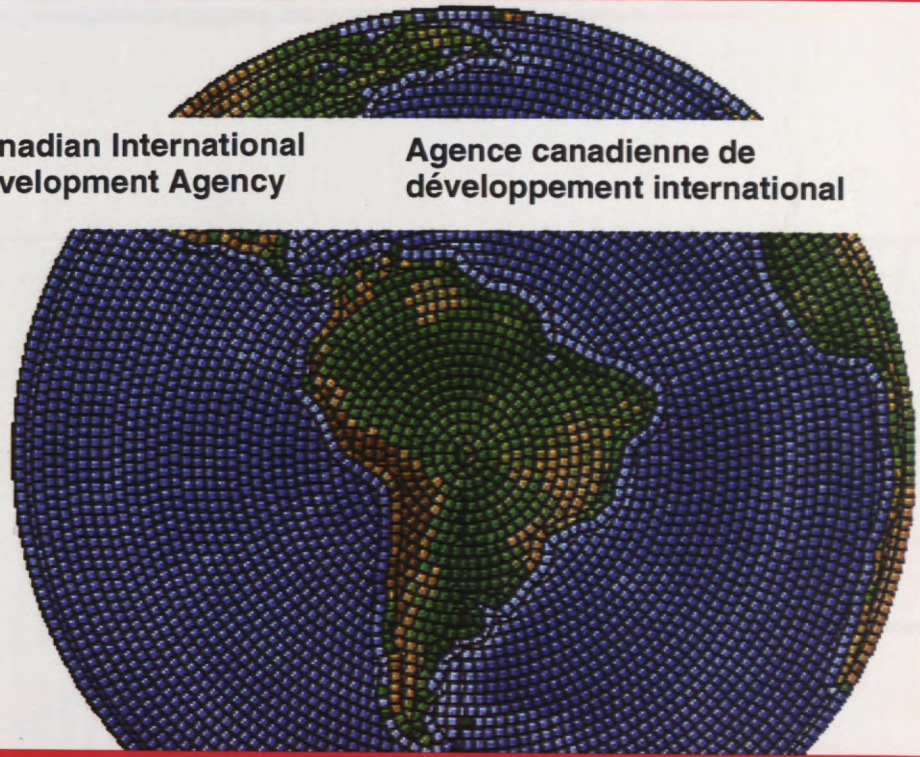 nadian International
velopment Agency
Agence canadienne de
développement international